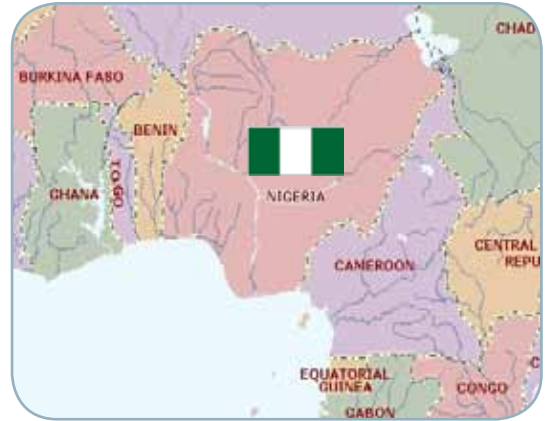 CHAD
BURKINA FASO
BENIN
TOGO
GHANA
NIGERIA
CENTRAL
REPU
CAMEROON
EQUATORIAL
GUINEA
CONGO
C
GABON